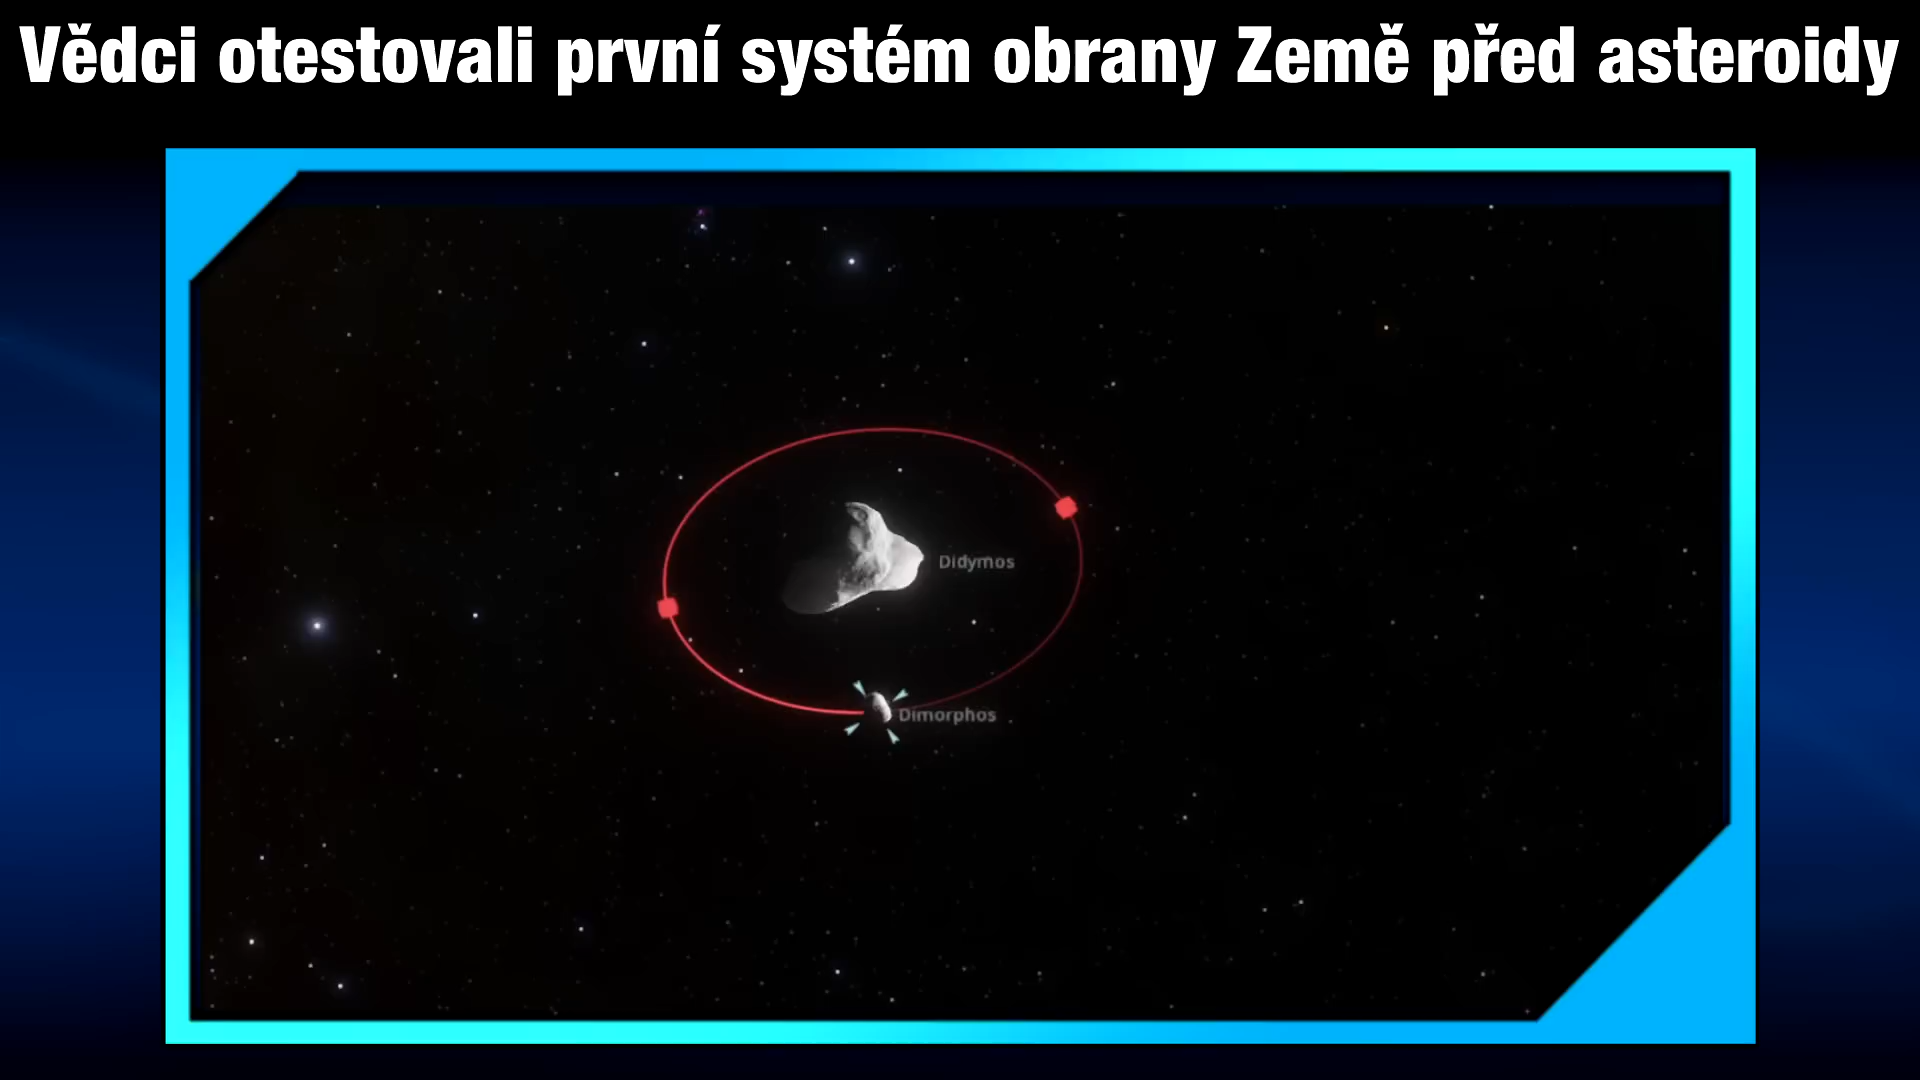 Vědci otestovali první systém obrany Země před asteroidy
Didymos
Dimorphos